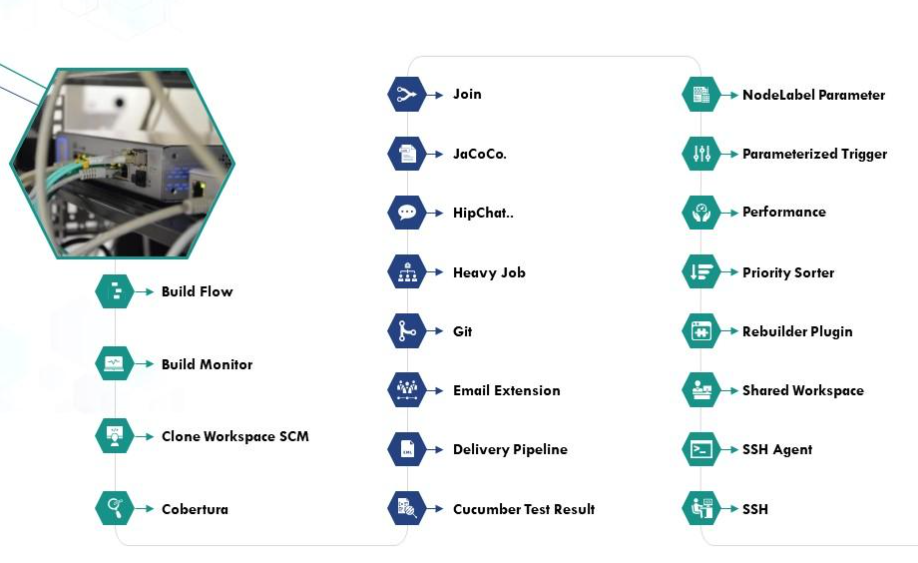 Build Flow
Build Monitor
Clone Workspace SCM
Cobertura
Join
JaCoCo.
HipChat..
Heavy Job
Git
Email Extension
Delivery Pipeline
Cucumber Test Result
NodeLabel Parameter
Parameterized Trigger
Performance
Priority Sorter
Rebuilder Plugin
Shared Workspace
SSH Agent
SSH